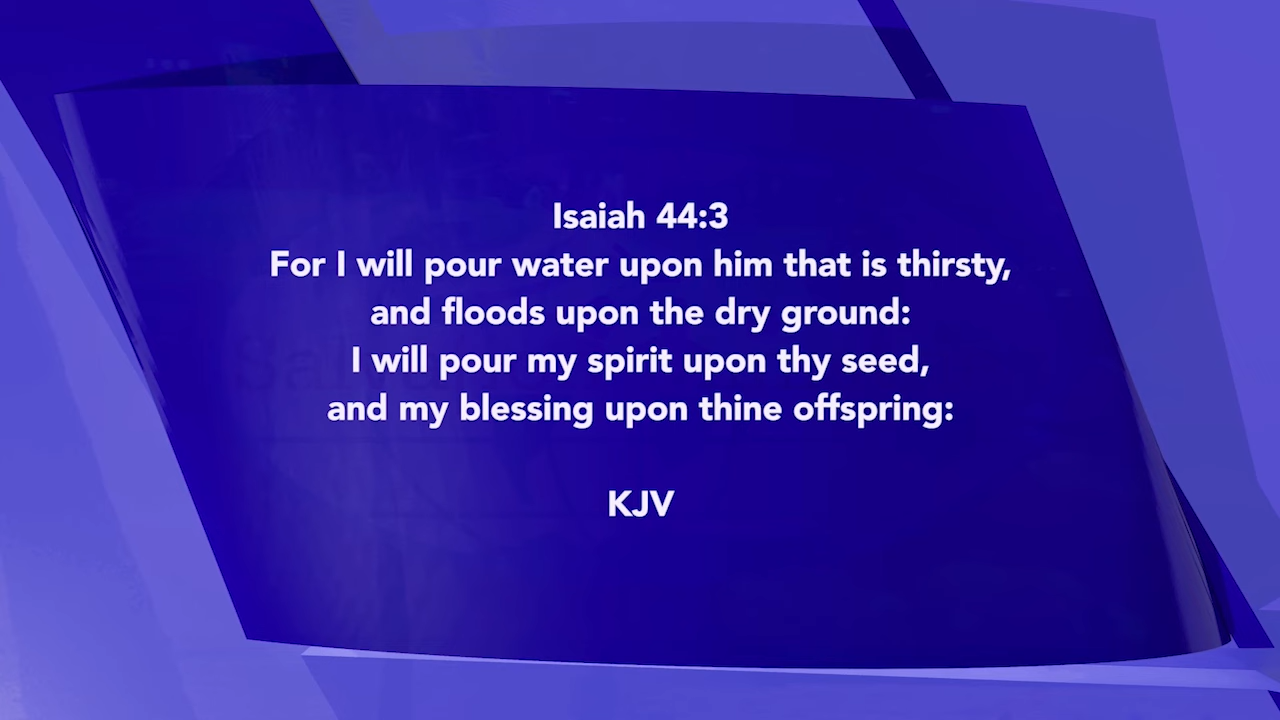 Isaiah 44:3
For I will pour water upon him that is thirsty,
and floods upon the dry ground:
I will pour my spirit upon thy seed,
and my blessing upon thine offspring:
KJV